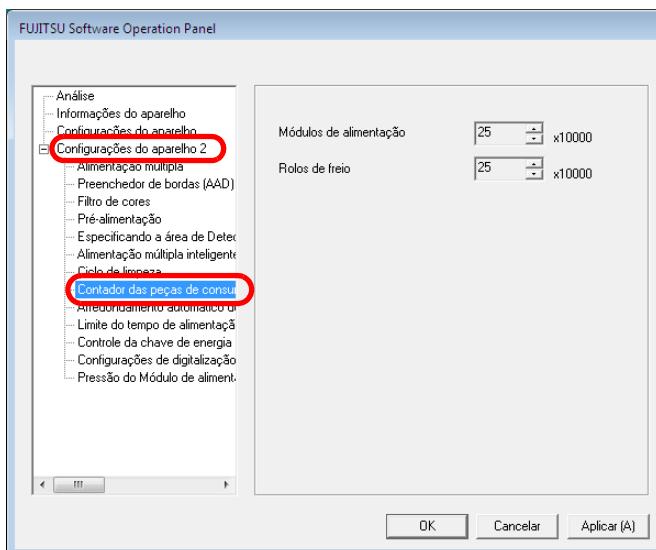 FUJITSU Software Operation Panel
Análise
Informações do aparelho
Configurações do aparelho
Configurações do aparelho 2
Alimentação múltipla
Preenchedor de bordas (AAD)
Filtro de cores
Pré-alimentação
Especificando a área de Detec
Alimentação múltipla inteligente
Ciclo de limpeza
Contador das peças de consu
Arredondamento automático d
Limite do tempo de alimentaçã
Controle da chave de energia
Configurações de digitalização
Pressão do Módulo de aliment
Módulos de alimentação 25 x10000
Rolos de freio 25 x10000
OK Cancelar Aplicar (A)